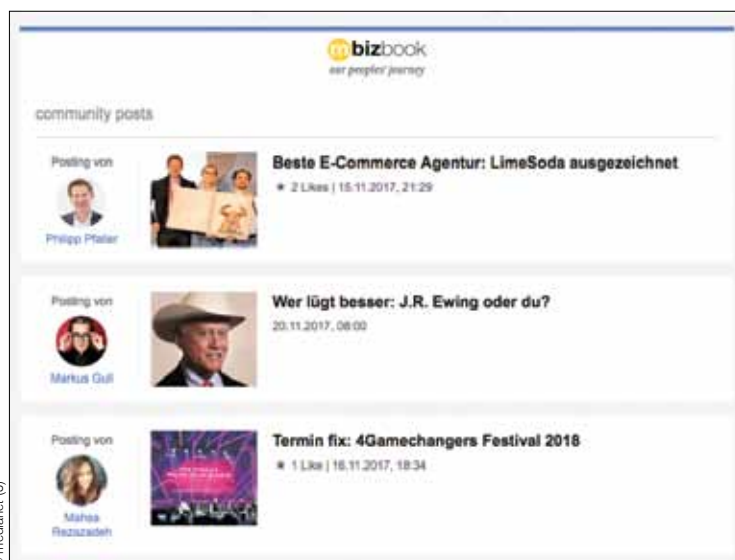 mbizbook
our peoples' journey
community posts
Posting von
Philipp Pfaller
Beste E-Commerce Agentur: LimeSoda ausgezeichnet
★ 2 Likes | 15.11.2017, 21:29
Posting von
Markus Gull
Wer lügt besser: J.R. Ewing oder du?
20.11.2017, 08:00
Posting von
Mahsa
Rezazadeh
Termin fix: 4Gamechangers Festival 2018
★ 1 Like | 16.11.2017, 18:34